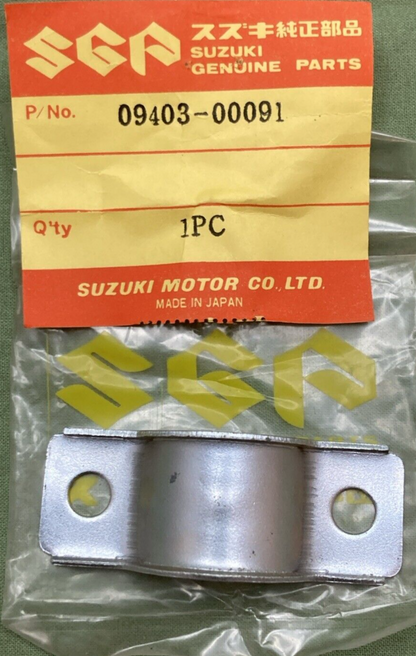 SGP スズキ純正部品
SUZUKI
GENUINE PARTS
P/No. 09403-00091
Q'ty 1PC
SUZUKI MOTOR CO., LTD.
MADE IN JAPAN
SGP